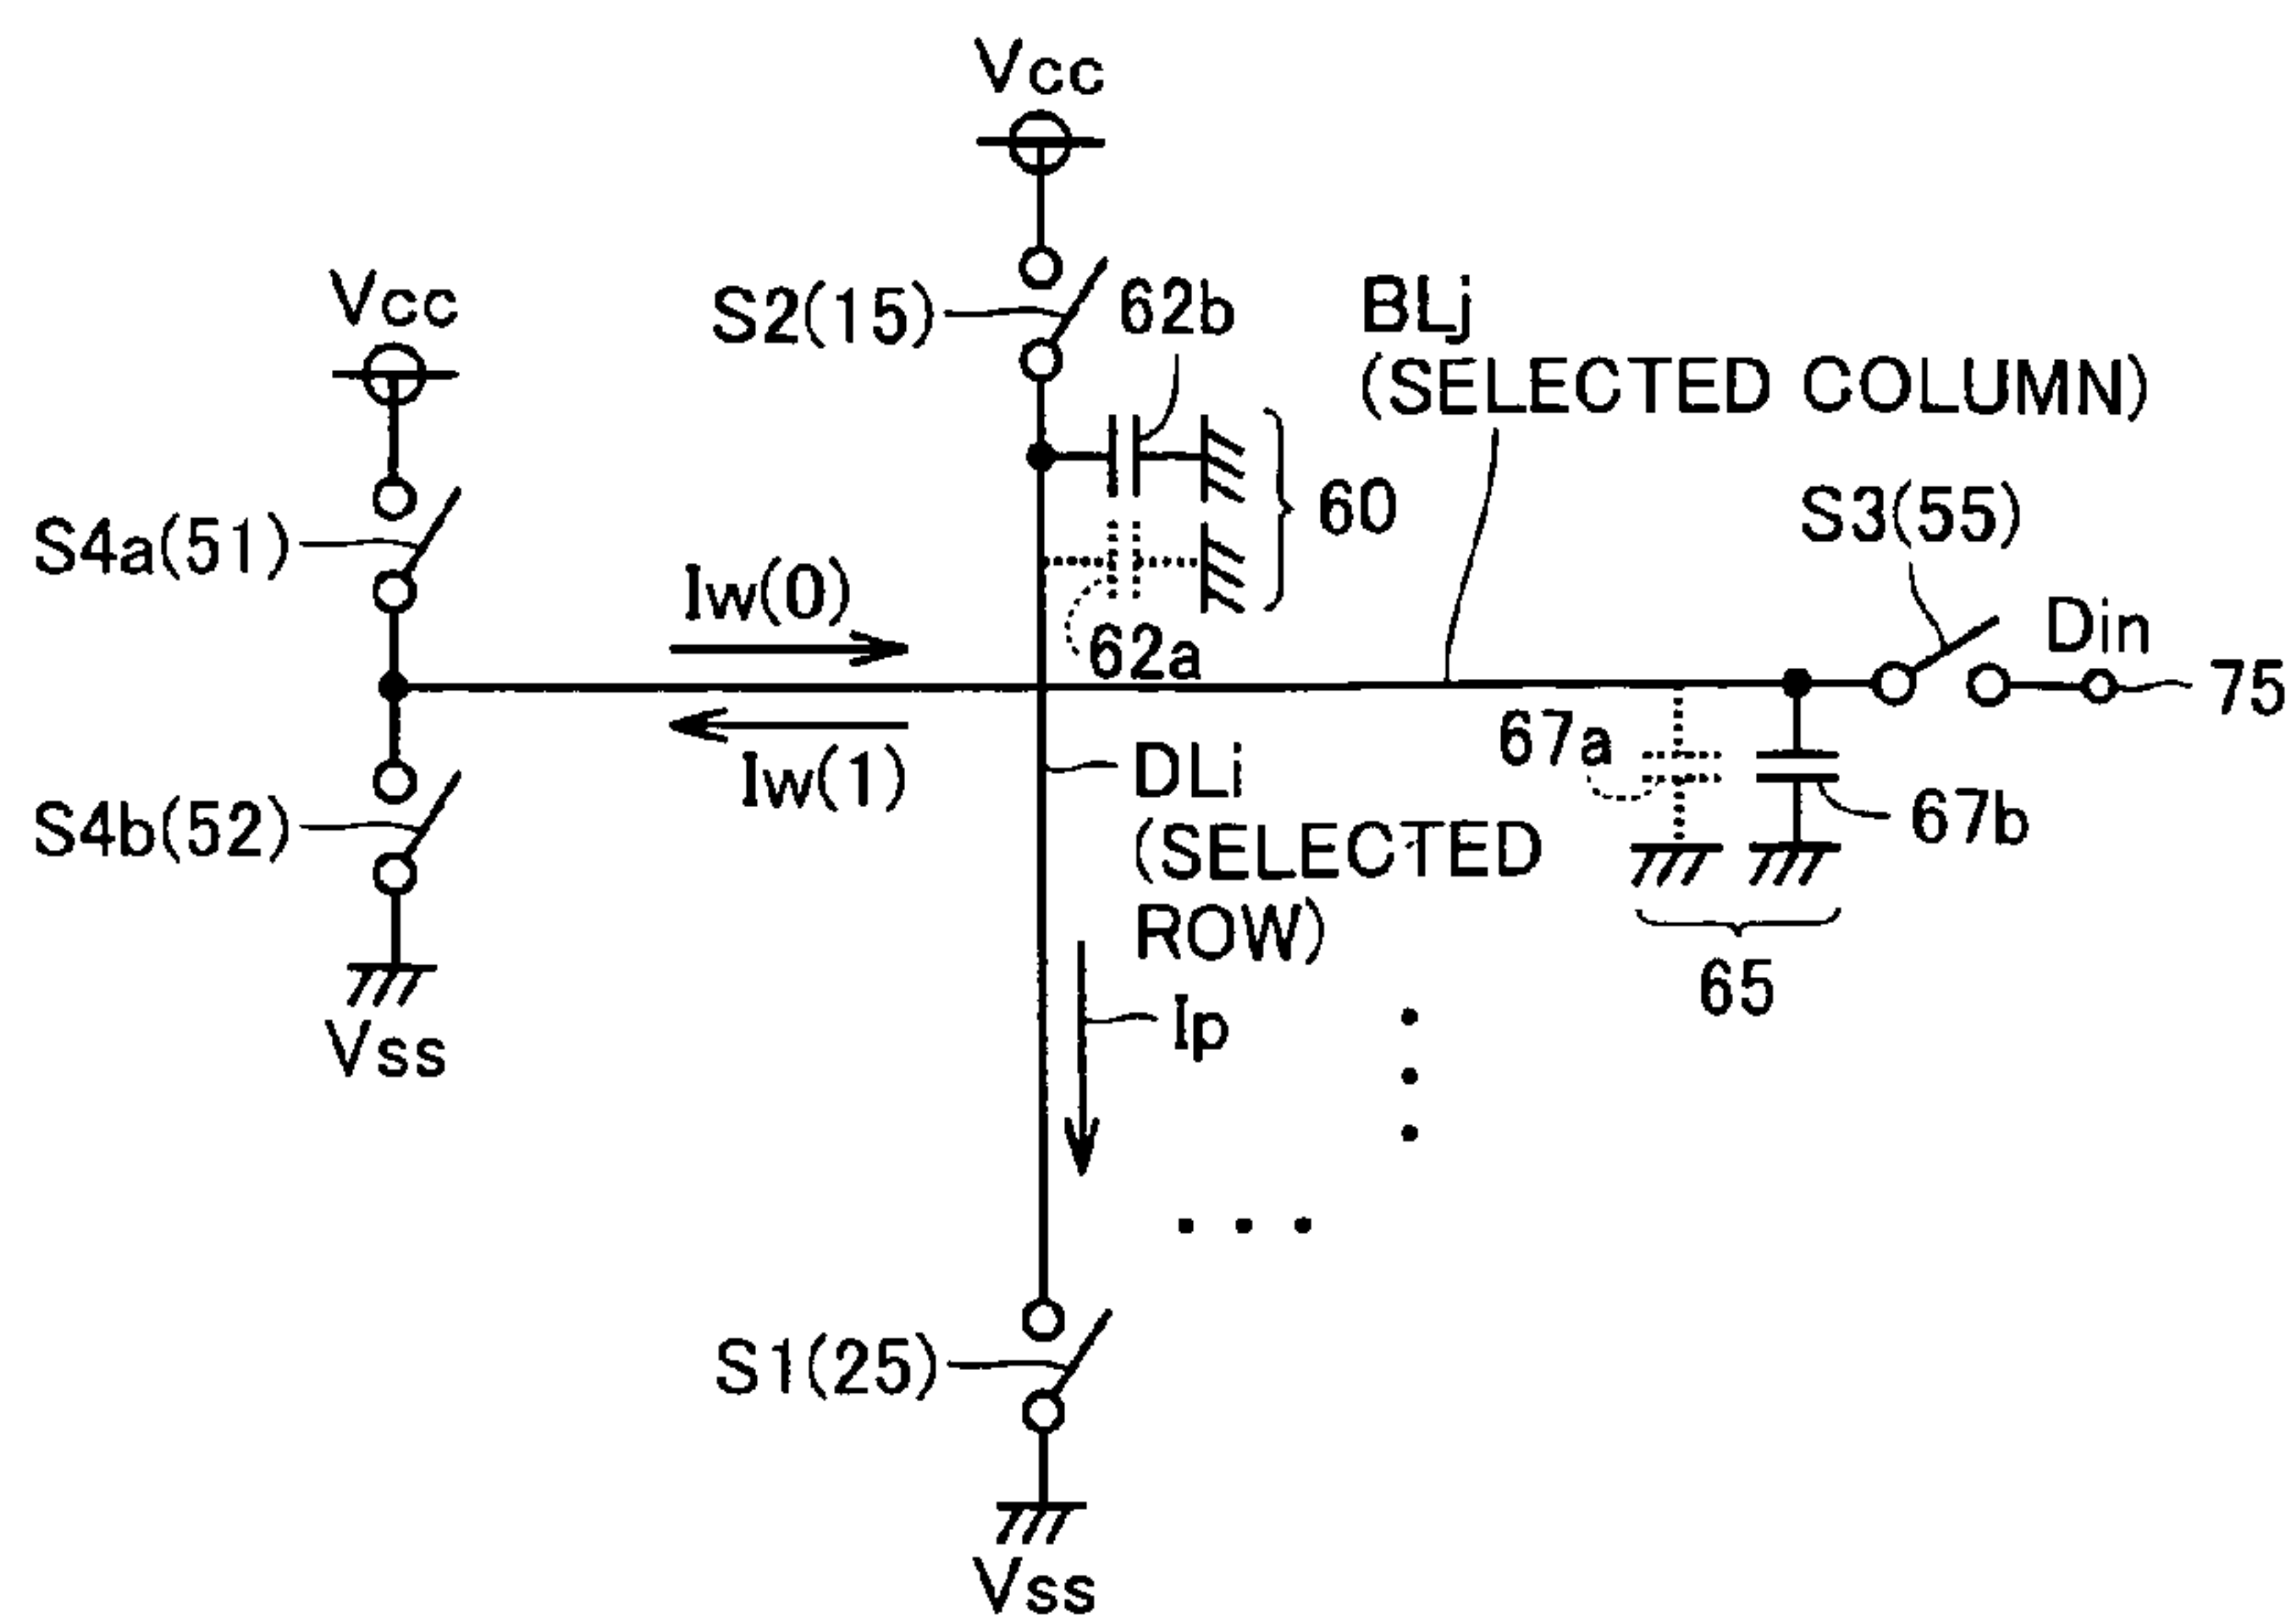 Vcc
Vcc
S2(15)
62b
BLj
(SELECTED COLUMN)
60
S3(55)
S4a(51)
Iw(0)
62a
Din
75
Iw(1)
DLi
(SELECTED
ROW)
67a
67b
S4b(52)
65
Vss
Ip
S1(25)
Vss